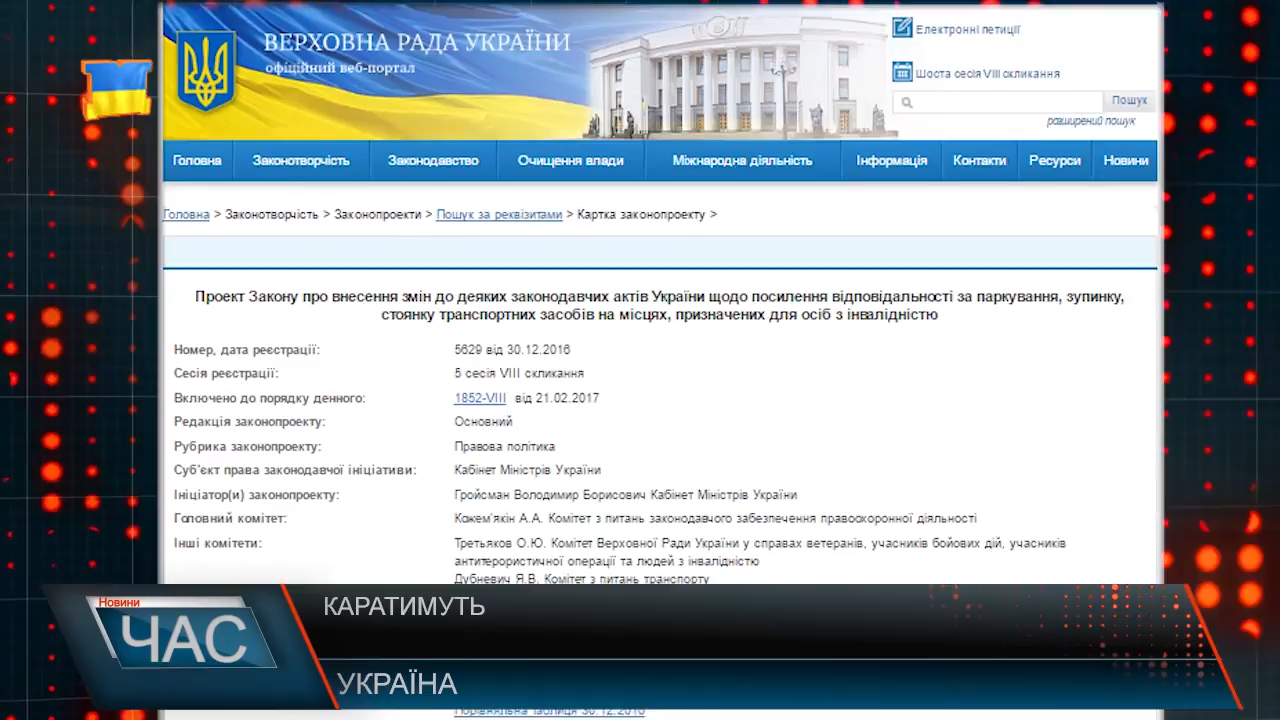 ВЕРХОВНА РАДА УКРАЇНИ
офіційний веб-портал
Електронні петиції
Шоста сесія VIII скликання
Пошук
розширений пошук
Головна Законотворчість Законодавство Очищення влади Міжнародна діяльність Інформація Контакти Ресурси Новини
Головна > Законотворчість > Законопроекти > Пошук за реквізитами > Картка законопроекту >
Проект Закону про внесення змін до деяких законодавчих актів України щодо посилення відповідальності за паркування, зупинку,
стоянку транспортних засобів на місцях, призначених для осіб з інвалідністю
Номер, дата реєстрації: 5629 від 30.12.2016
Сесія реєстрації: 5 сесія VIII скликання
Включено до порядку денного: 1852-VIII від 21.02.2017
Редакція законопроекту: Основний
Рубрика законопроекту: Правова політика
Суб'єкт права законодавчої ініціативи: Кабінет Міністрів України
Ініціатор(и) законопроекту: Гройсман Володимир Борисович Кабінет Міністрів України
Головний комітет: Кожем'якін А.А. Комітет з питань законодавчого забезпечення правоохоронної діяльності
Інші комітети: Третьяков О.Ю. Комітет Верховної Ради України у справах ветеранів, учасників бойових дій, учасників
антитерористичної операції та людей з інвалідністю
Дубневич Я.В. Комітет з питань транспорту
Новини
ЧАС
КАРАТИМУТЬ
УКРАЇНА
Порівняльна таблиця 30.12.2016